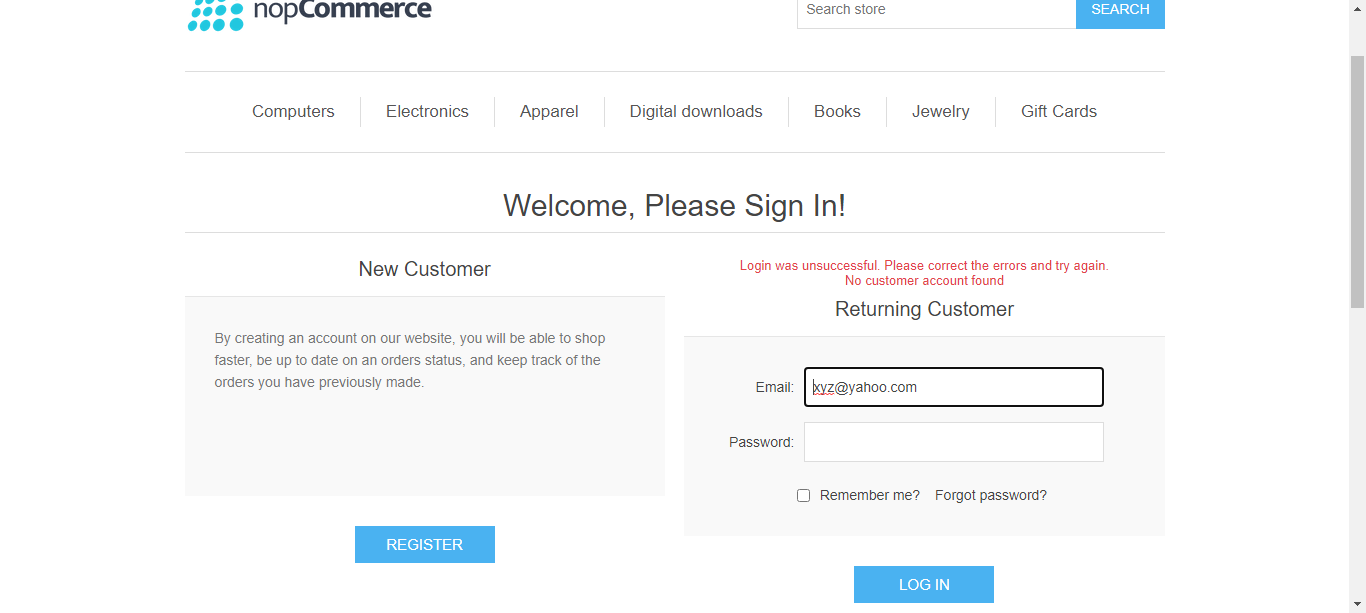 nopCommerce
Search store
SEARCH
Computers
Electronics
Apparel
Digital downloads
Books
Jewelry
Gift Cards
Welcome, Please Sign In!
New Customer
By creating an account on our website, you will be able to shop
faster, be up to date on an orders status, and keep track of the
orders you have previously made.
REGISTER
Login was unsuccessful. Please correct the errors and try again.
No customer account found
Returning Customer
Email: xyz@yahoo.com
Password:
Remember me? Forgot password?
LOG IN